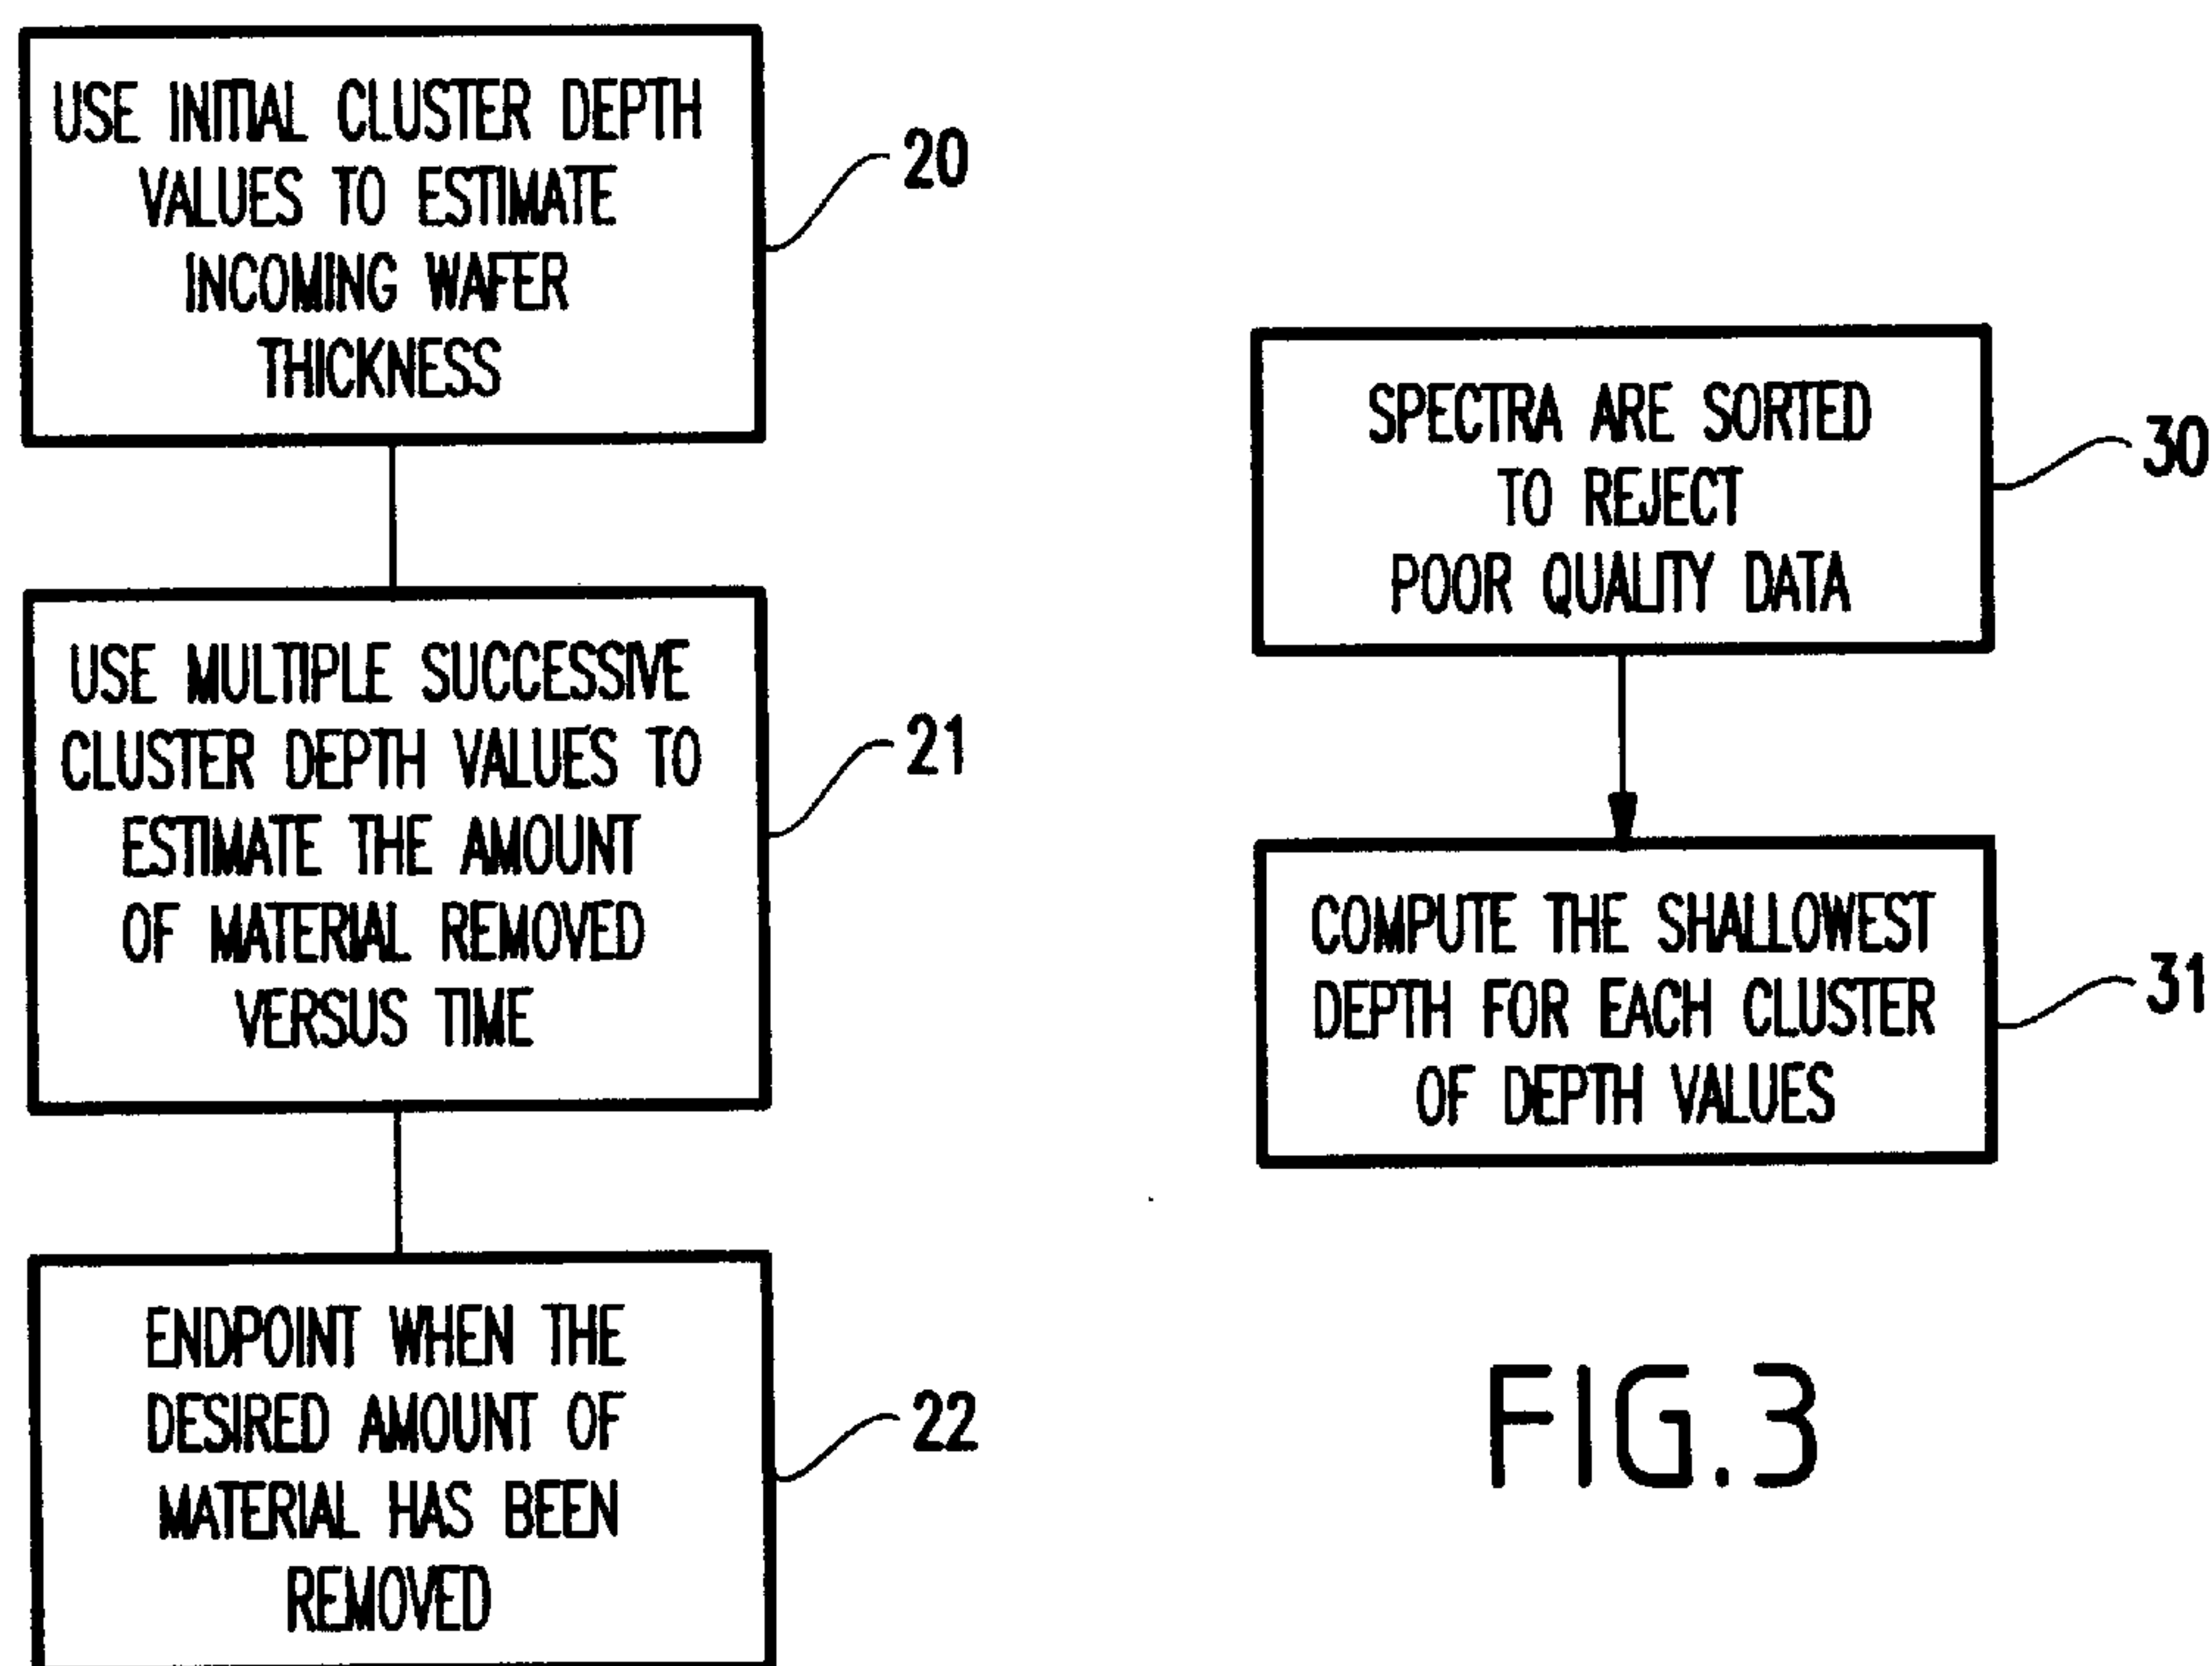 USE INITIAL CLUSTER DEPTH
VALUES TO ESTIMATE
INCOMING WAFER
THICKNESS
20
USE MULTIPLE SUCCESSIVE
CLUSTER DEPTH VALUES TO
ESTIMATE THE AMOUNT
OF MATERIAL REMOVED
VERSUS TIME
21
ENDPOINT WHEN THE
DESIRED AMOUNT OF
MATERIAL HAS BEEN
REMOVED
22
SPECTRA ARE SORTED
TO REJECT
POOR QUALITY DATA
30
COMPUTE THE SHALLOWEST
DEPTH FOR EACH CLUSTER
OF DEPTH VALUES
31
FIG.3